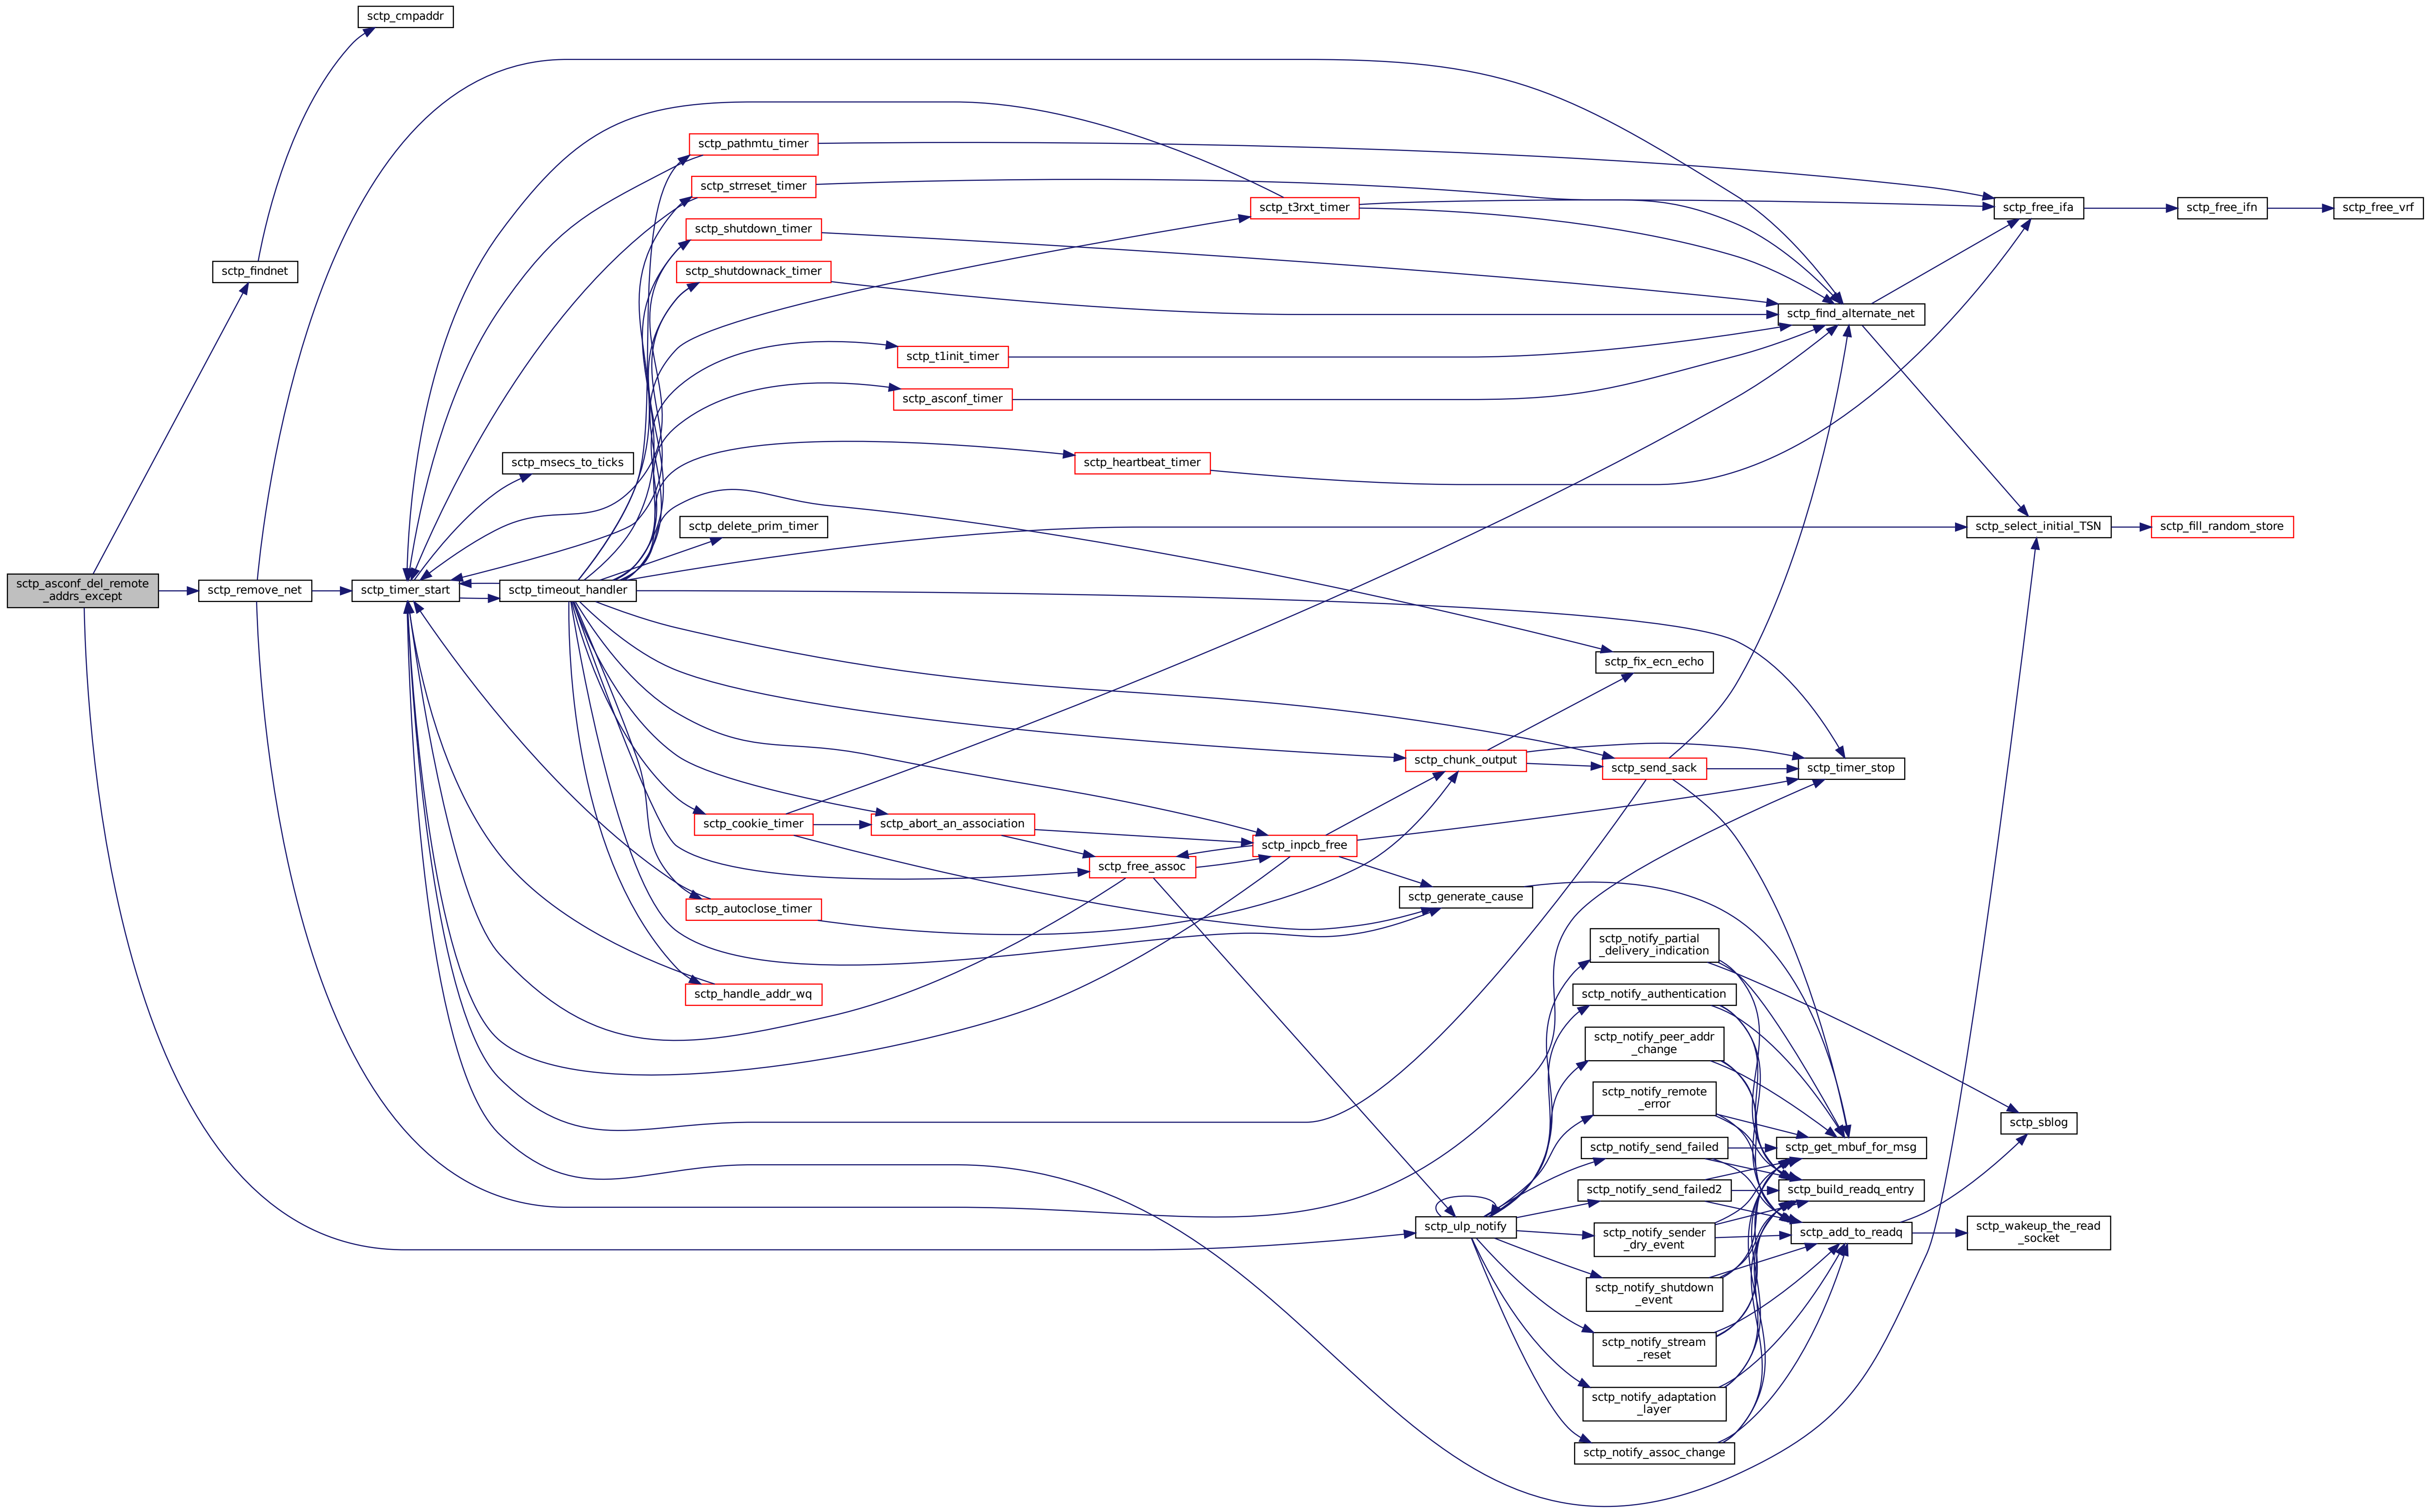 sctp_cmpaddr
sctp_pathmtu_timer
sctp_strreset_timer
sctp_t3rxt_timer
sctp_free_ifa
sctp_free_ifn
sctp_free_vrf
sctp_shutdown_timer
sctp_findnet
sctp_shutdownack_timer
sctp_find_alternate_net
sctp_t1init_timer
sctp_asconf_timer
sctp_msecs_to_ticks
sctp_heartbeat_timer
sctp_delete_prim_timer
sctp_select_initial_TSN
sctp_fill_random_store
sctp_asconf_del_remote
_addrs_except
sctp_remove_net
sctp_timer_start
sctp_timeout_handler
sctp_fix_ecn_echo
sctp_chunk_output
sctp_send_sack
sctp_timer_stop
sctp_cookie_timer
sctp_abort_an_association
sctp_inpcb_free
sctp_free_assoc
sctp_generate_cause
sctp_autoclose_timer
sctp_notify_partial
_delivery_indication
sctp_handle_addr_wq
sctp_notify_authentication
sctp_notify_peer_addr
_change
sctp_notify_remote
_error
sctp_sblog
sctp_notify_send_failed
sctp_get_mbuf_for_msg
sctp_notify_send_failed2
sctp_build_readq_entry
sctp_ulp_notify
sctp_notify_sender
_dry_event
sctp_add_to_readq
sctp_wakeup_the_read
_socket
sctp_notify_shutdown
_event
sctp_notify_stream
_reset
sctp_notify_adaptation
_layer
sctp_notify_assoc_change